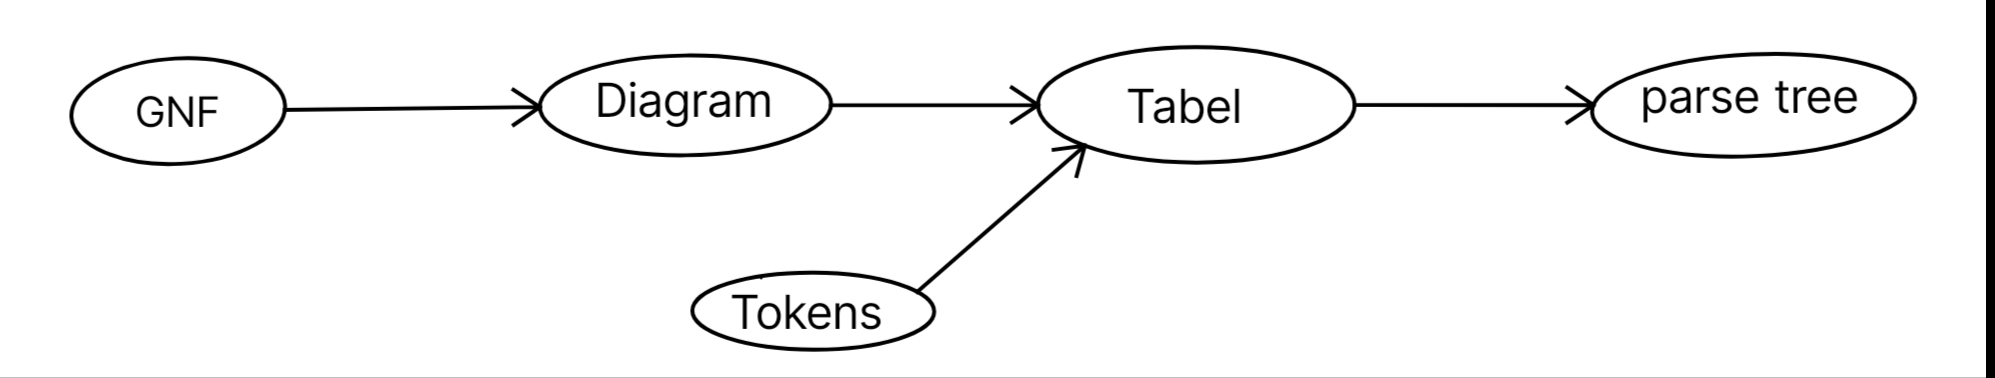 GNF
Diagram
Tabel
parse tree
Tokens